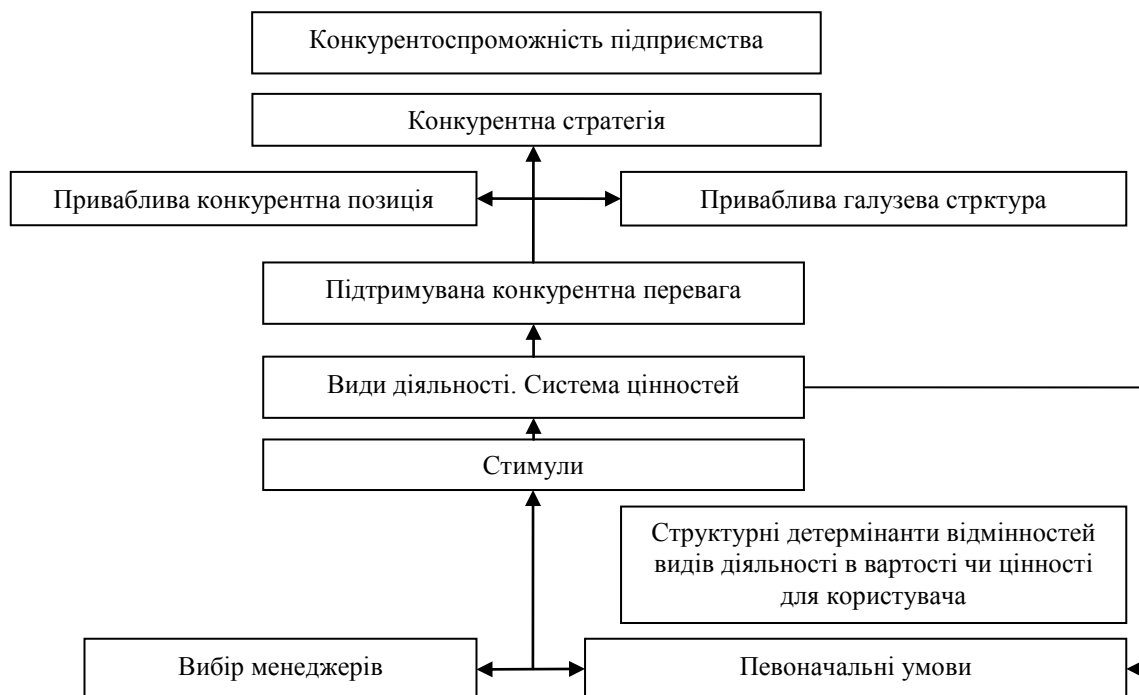 Конкурентоспроможність підприємства
Конкурентна стратегія
Приваблива конкурентна позиція
Приваблива галузева стрктура
Підтримувана конкурентна перевага
Види діяльності. Система цінностей
Стимули
Структурні детермінанти відмінностей
видів діяльності в вартості чи цінності
для користувача
Вибір менеджерів
Певоначальні умови